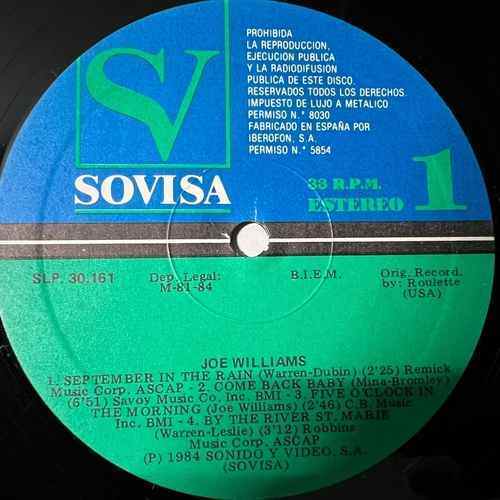 SV
SOVISA
PROHIBIDA
LA REPRODUCCION,
EJECUCION PUBLICA
Y LA RADIODIFUSION
PUBLICA DE ESTE DISCO.
RESERVADOS TODOS LOS DERECHOS.
IMPUESTO DE LUJO A METALICO
PERMISO N.° 8030
FABRICADO EN ESPAÑA POR
IBEROFON, S.A.
PERMISO N.° 5854
33 R.P.M.
ESTEREO 1
SLP. 30.161
Dep. Legal:
M-81-84
B.I.E.M.
Orig. Record.
by: Roulette
(USA)
JOE WILLIAMS
1. SEPTEMBER IN THE RAIN (Warren-Dubin) (2'25) Remick
Music Corp. ASCAP - 2. COME BACK BABY (Mina-Bromley)
(6'51) Savoy Music Co. Inc. BMI - 3. FIVE O'CLOCK IN
THE MORNING (Joe Williams) (2'46) C.B. Music
Inc. BMI - 4. BY THE RIVER ST. MARIE
(Warren-Leslie) (3'12) Robbins
Music Corp. ASCAP
(P) 1984 SONIDO Y VIDEO, S.A.
(SOVISA)